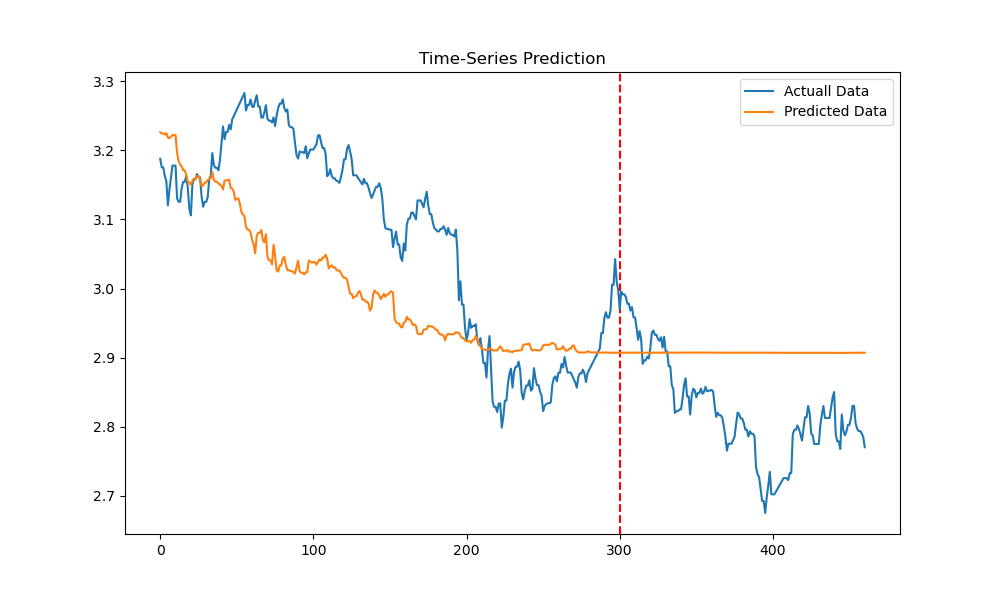 Time-Series Prediction
Actuall Data
Predicted Data
3.3
3.2
3.1
3.0
2.9
2.8
2.7
0 100 200 300 400